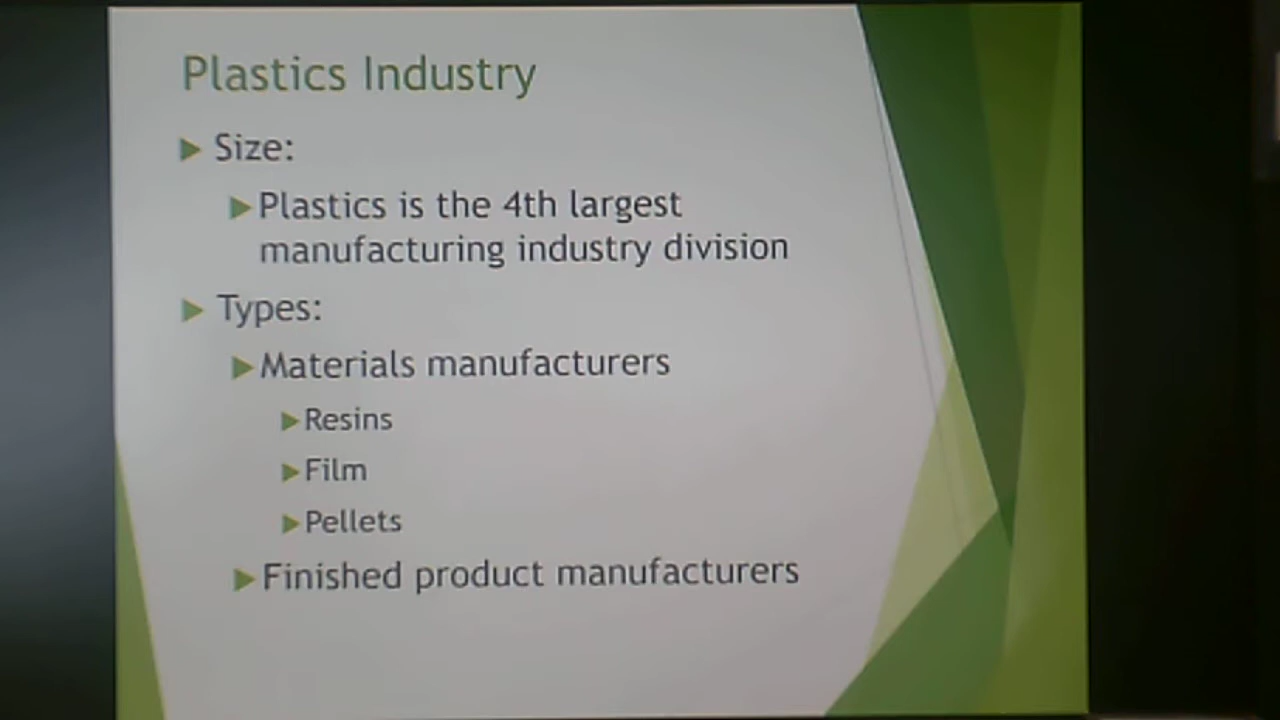 Plastics Industry
Size:
Plastics is the 4th largest
manufacturing industry division
Types:
Materials manufacturers
Resins
Film
Pellets
Finished product manufacturers